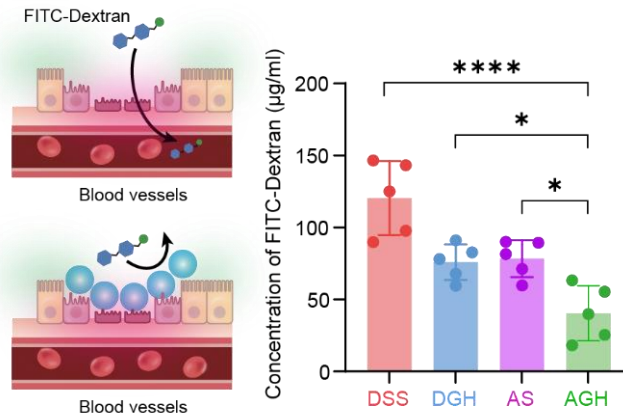 FITC-Dextran
Blood vessels
Blood vessels
Concentration of FITC-Dextran (μg/ml)
200
150
100
50
0
****
*
*
DSS
DGH
AS
AGH